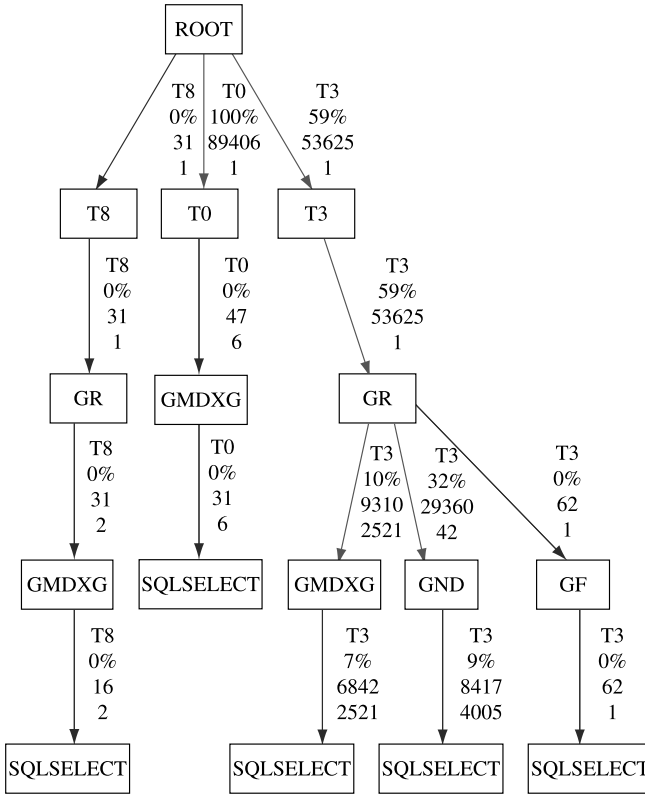 ROOT
T8
0%
31
1
T0
100%
89406
1
T3
59%
53625
1
T8
T0
T3
T8
0%
31
1
T0
0%
47
6
T3
59%
53625
1
GR
GMDXG
GR
T8
0%
31
2
T0
0%
31
6
T3
10%
9310
2521
T3
32%
29360
42
T3
0%
62
1
GMDXG
SQLSELECT
GMDXG
GND
GF
T8
0%
16
2
T3
7%
6842
2521
T3
9%
8417
4005
T3
0%
62
1
SQLSELECT
SQLSELECT
SQLSELECT
SQLSELECT